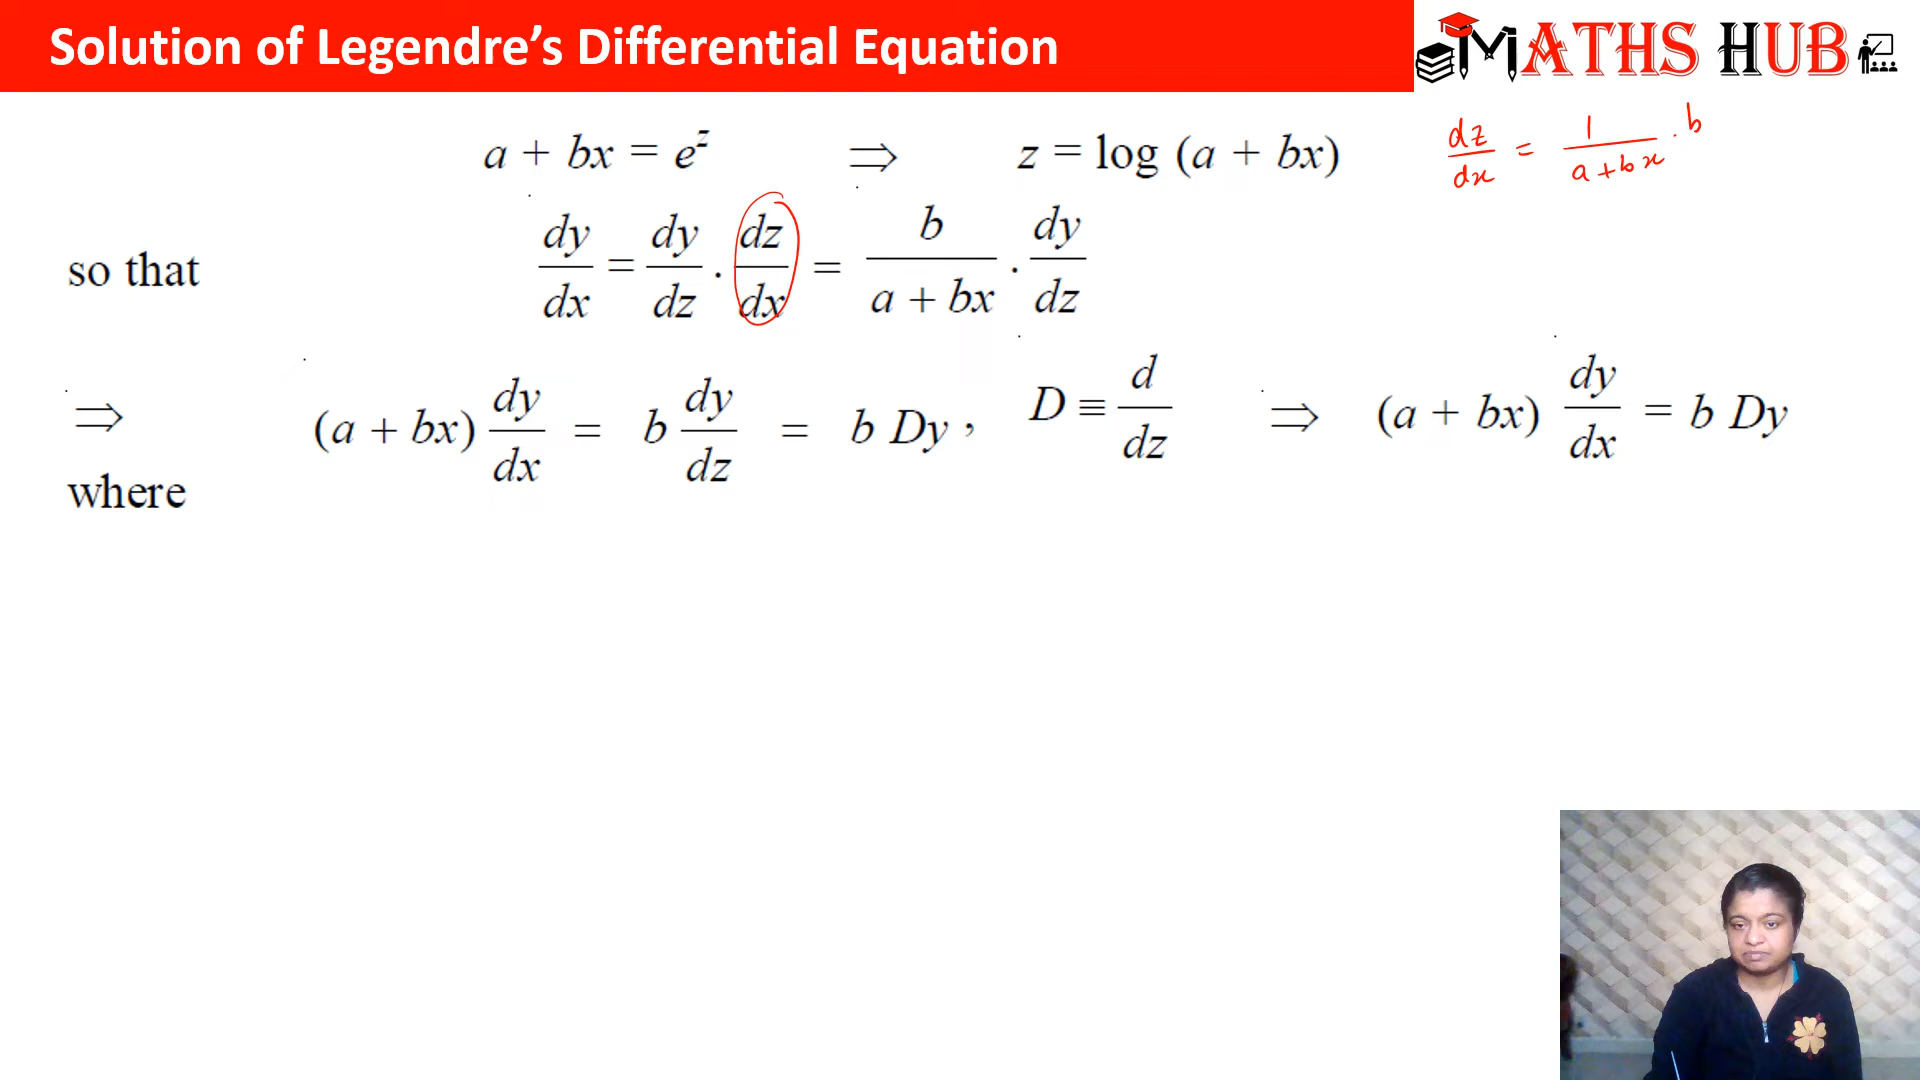 Solution of Legendre's Differential Equation
MATHS HUB
a + bx = e^z ⇒ z = log (a + bx)
dz/dx = 1/(a+bx) . b
so that dy/dx = dy/dz . dz/dx = b/(a + bx) . dy/dz
⇒ (a + bx) dy/dx = b dy/dz = b Dy , D ≡ d/dz ⇒ (a + bx) dy/dx = b Dy
where